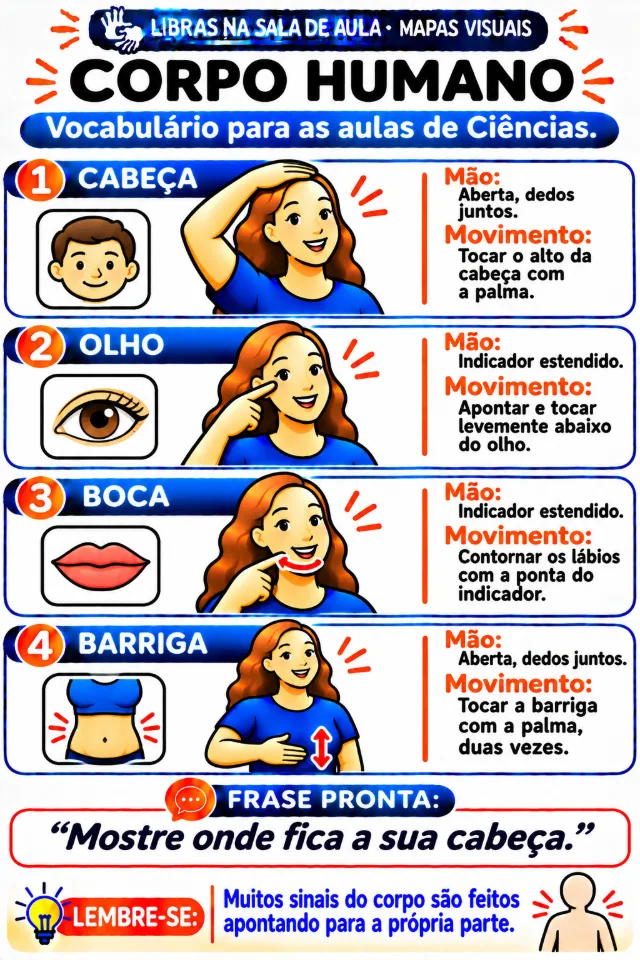 LIBRAS NA SALA DE AULA · MAPAS VISUAIS
CORPO HUMANO
Vocabulário para as aulas de Ciências.
1 CABEÇA
Mão:
Aberta, dedos
juntos.
Movimento:
Tocar o alto da
cabeça com
a palma.
2 OLHO
Mão:
Indicador estendido.
Movimento:
Apontar e tocar
levemente abaixo
do olho.
3 BOCA
Mão:
Indicador estendido.
Movimento:
Contornar os lábios
com a ponta do
indicador.
4 BARRIGA
Mão:
Aberta, dedos juntos.
Movimento:
Tocar a barriga
com a palma,
duas vezes.
FRASE PRONTA:
“Mostre onde fica a sua cabeça.”
LEMBRE-SE:
Muitos sinais do corpo são feitos
apontando para a própria parte.